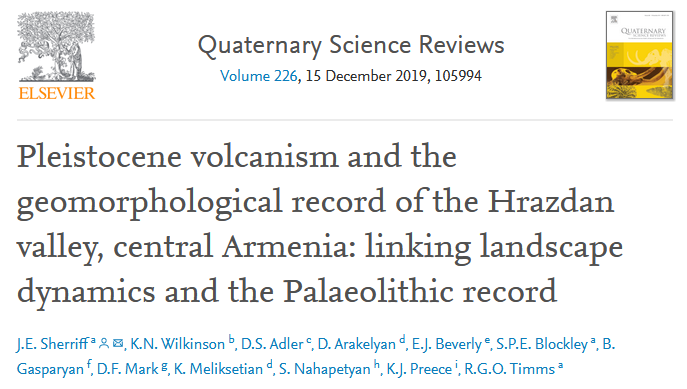 ELSEVIER
Quaternary Science Reviews
Volume 226, 15 December 2019, 105994
QUATERNARY
SCIENCE REVIEWS
Pleistocene volcanism and the
geomorphological record of the Hrazdan
valley, central Armenia: linking landscape
dynamics and the Palaeolithic record
J.E. Sherriff a, K.N. Wilkinson b, D.S. Adler c, D. Arakelyan d, E.J. Beverly e, S.P.E. Blockley a, B.
Gasparyan f, D.F. Mark g, K. Meliksetian d, S. Nahapetyan h, K.J. Preece i, R.G.O. Timms a